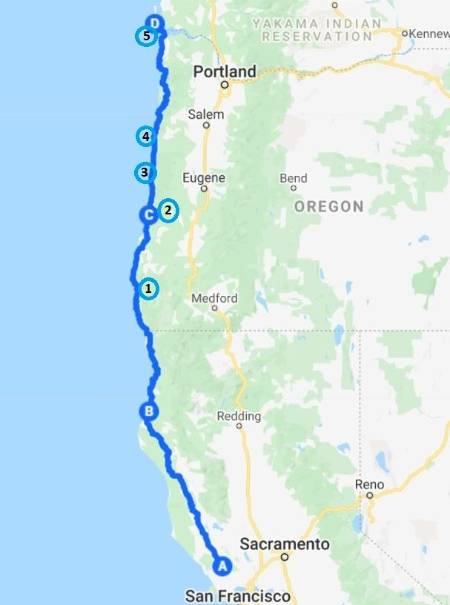 D
YAKAMA INDIAN
RESERVATION
5
Kennew
Portland
Salem
4
3
Eugene
Bend
C
2
OREGON
1
Medford
B
Redding
Reno
Sacramento
A
San Francisco